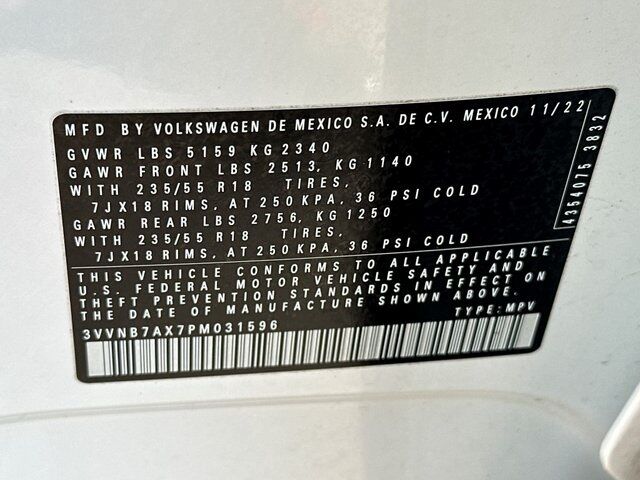 MFD BY VOLKSWAGEN DE MEXICO S.A. DE C.V. MEXICO 11/22
GVWR LBS 5159 KG 2340
GAWR FRONT LBS 2513, KG 1140
WITH 235/55 R18 TIRES,
7JX18 RIMS, AT 250 KPA, 36 PSI COLD
GAWR REAR LBS 2756, KG 1250
WITH 235/55 R18 TIRES,
7JX18 RIMS, AT 250 KPA, 36 PSI COLD
THIS VEHICLE CONFORMS TO ALL APPLICABLE
U.S. FEDERAL MOTOR VEHICLE SAFETY AND
THEFT PREVENTION STANDARDS IN EFFECT ON
THE DATE OF MANUFACTURE SHOWN ABOVE.
3VVNB7AX7PM031596 TYPE: MPV
4354075 3832